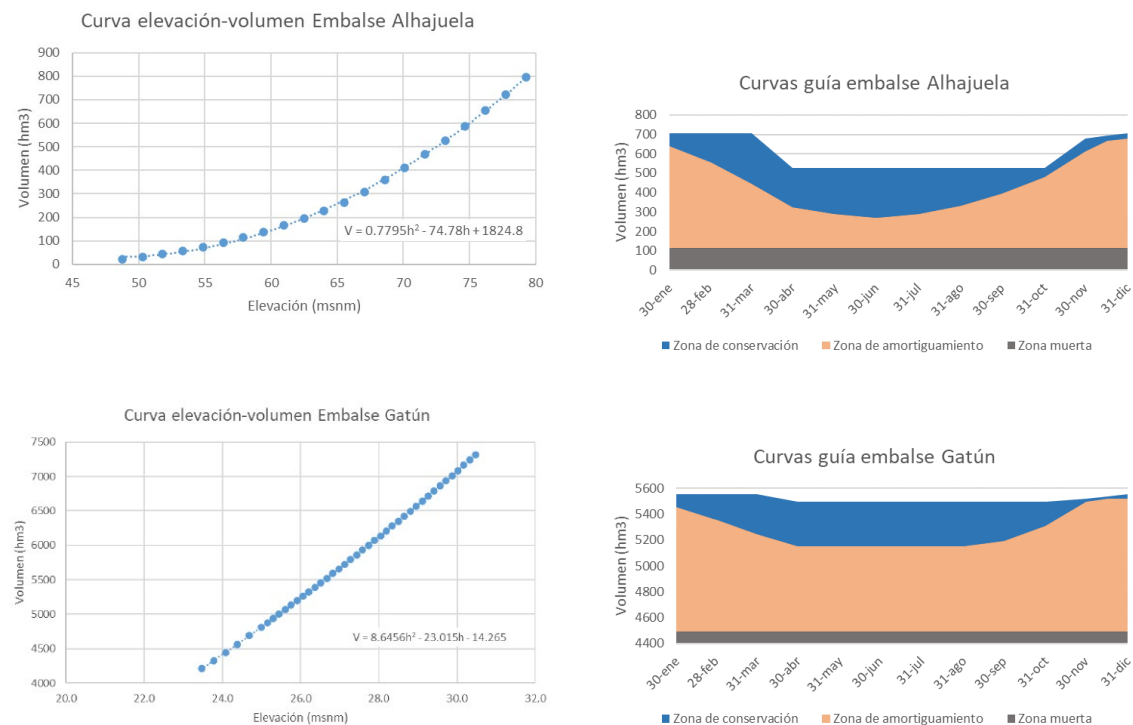 Curva elevación-volumen Embalse Alhajuela
Volumen (hm3)
900
800
700
600
500
400
300
200
100
0
V = 0.7795h² - 74.78h + 1824.8
45 50 55 60 65 70 75 80
Elevación (msnm)
Curvas guía embalse Alhajuela
Volumen (hm3)
800
700
600
500
400
300
200
100
0
30-ene 28-feb 31-mar 30-abr 31-may 30-jun 31-jul 31-ago 30-sep 31-oct 30-nov 31-dic
Zona de conservación Zona de amortiguamiento Zona muerta
Curva elevación-volumen Embalse Gatún
Volumen (hm3)
7500
7000
6500
6000
5500
5000
4500
4000
V = 8.6456h² - 23.015h - 14.265
20.0 22.0 24.0 26.0 28.0 30.0 32.0
Elevación (msnm)
Curvas guía embalse Gatún
Volumen (hm3)
5600
5400
5200
5000
4800
4600
4400
30-ene 28-feb 31-mar 30-abr 31-may 30-jun 31-jul 31-ago 30-sep 31-oct 30-nov 31-dic
Zona de conservación Zona de amortiguamiento Zona muerta